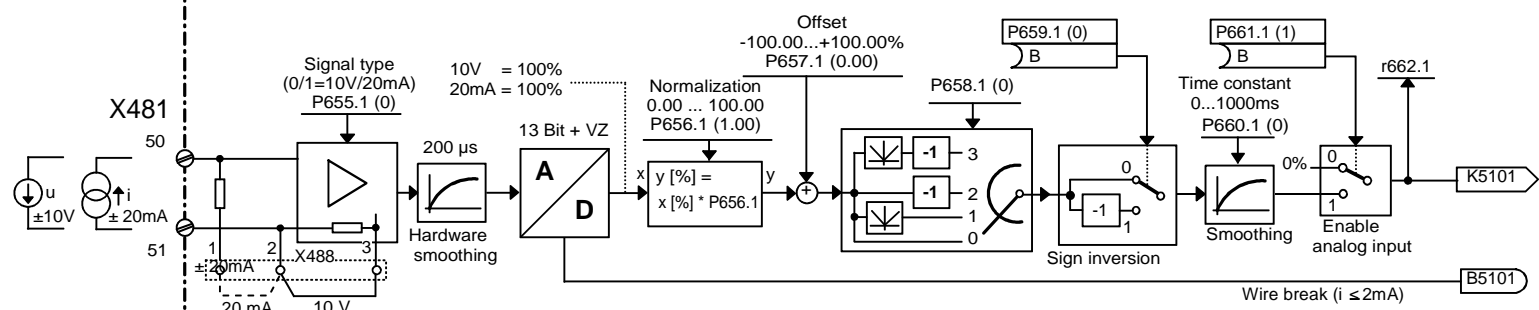 X481
50
51
u
±10V
i
± 20mA
Signal type
(0/1=10V/20mA)
P655.1 (0)
1
2
3
X488
± 20mA
20 mA
10 V
200 µs
Hardware
smoothing
10V = 100%
20mA = 100%
13 Bit + VZ
A
D
Normalization
0.00 ... 100.00
P656.1 (1.00)
x
y [%] =
x [%] * P656.1
y
Offset
-100.00...+100.00%
P657.1 (0.00)
+
P658.1 (0)
-1
3
-1
2
1
0
P659.1 (0)
B
0
-1
1
Sign inversion
Time constant
0...1000ms
P660.1 (0)
Smoothing
P661.1 (1)
B
0%
0
1
Enable
analog input
r662.1
K5101
B5101
Wire break (i ≤2mA)